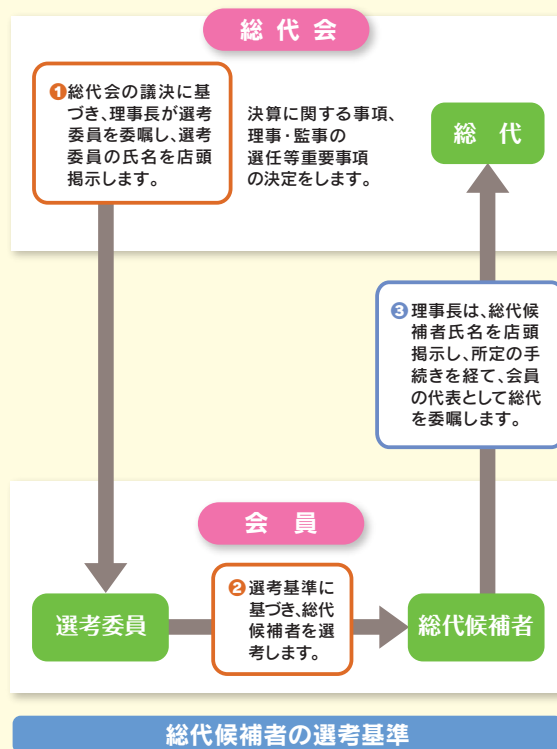 総代会
❶総代会の議決に基
づき、理事長が選考
委員を委嘱し、選考
委員の氏名を店頭
掲示します。
決算に関する事項、
理事・監事の
選任等重要事項
の決定をします。
総 代
❸理事長は、総代候
補者氏名を店頭
掲示し、所定の手
続きを経て、会員
の代表として総代
を委嘱します。
会 員
選考委員
❷選考基準に
基づき、総代
候補者を選
考します。
総代候補者
総代候補者の選考基準